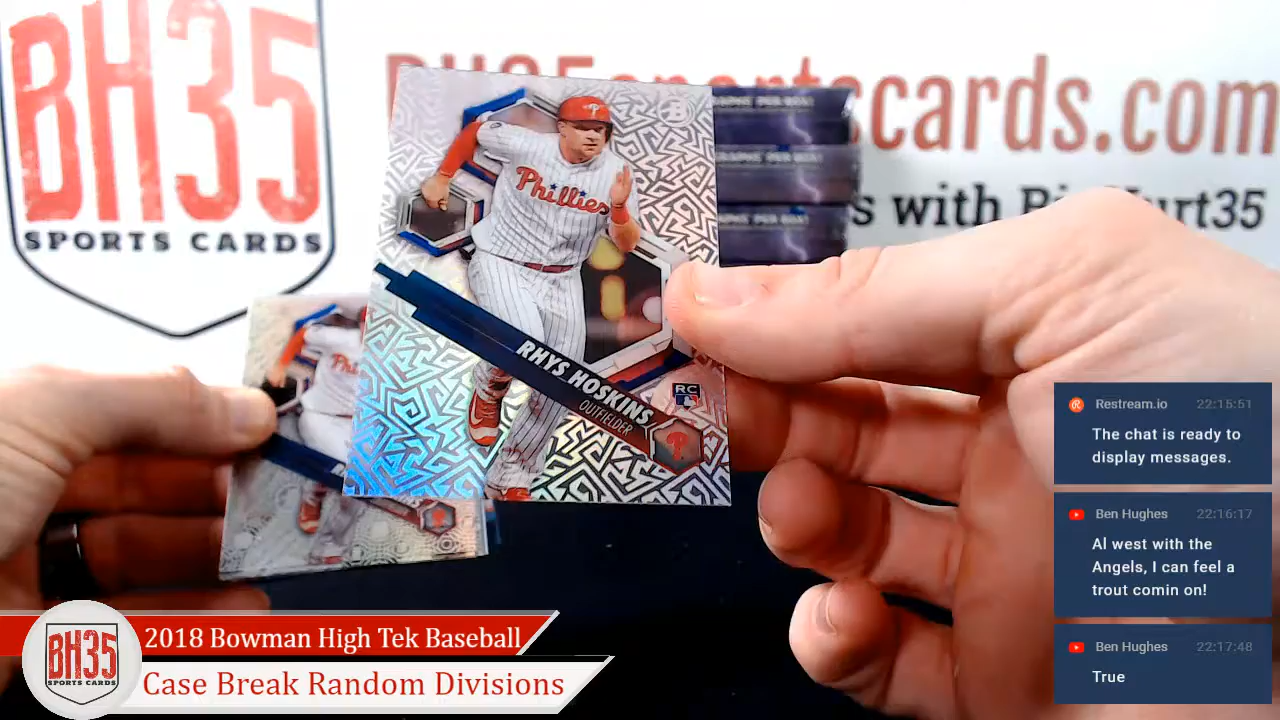 BH35
SPORTS CARDS
BH35sportscards.com
s with Big Hurt35
Phillies
RHYS HOSKINS
OUTFIELDER
RC
Phi
Restream.io 22:15:51
The chat is ready to
display messages.
Ben Hughes 22:16:17
Al west with the
Angels, I can feel a
trout comin on!
Ben Hughes 22:17:48
True
BH35
SPORTS CARDS
2018 Bowman High Tek Baseball
Case Break Random Divisions